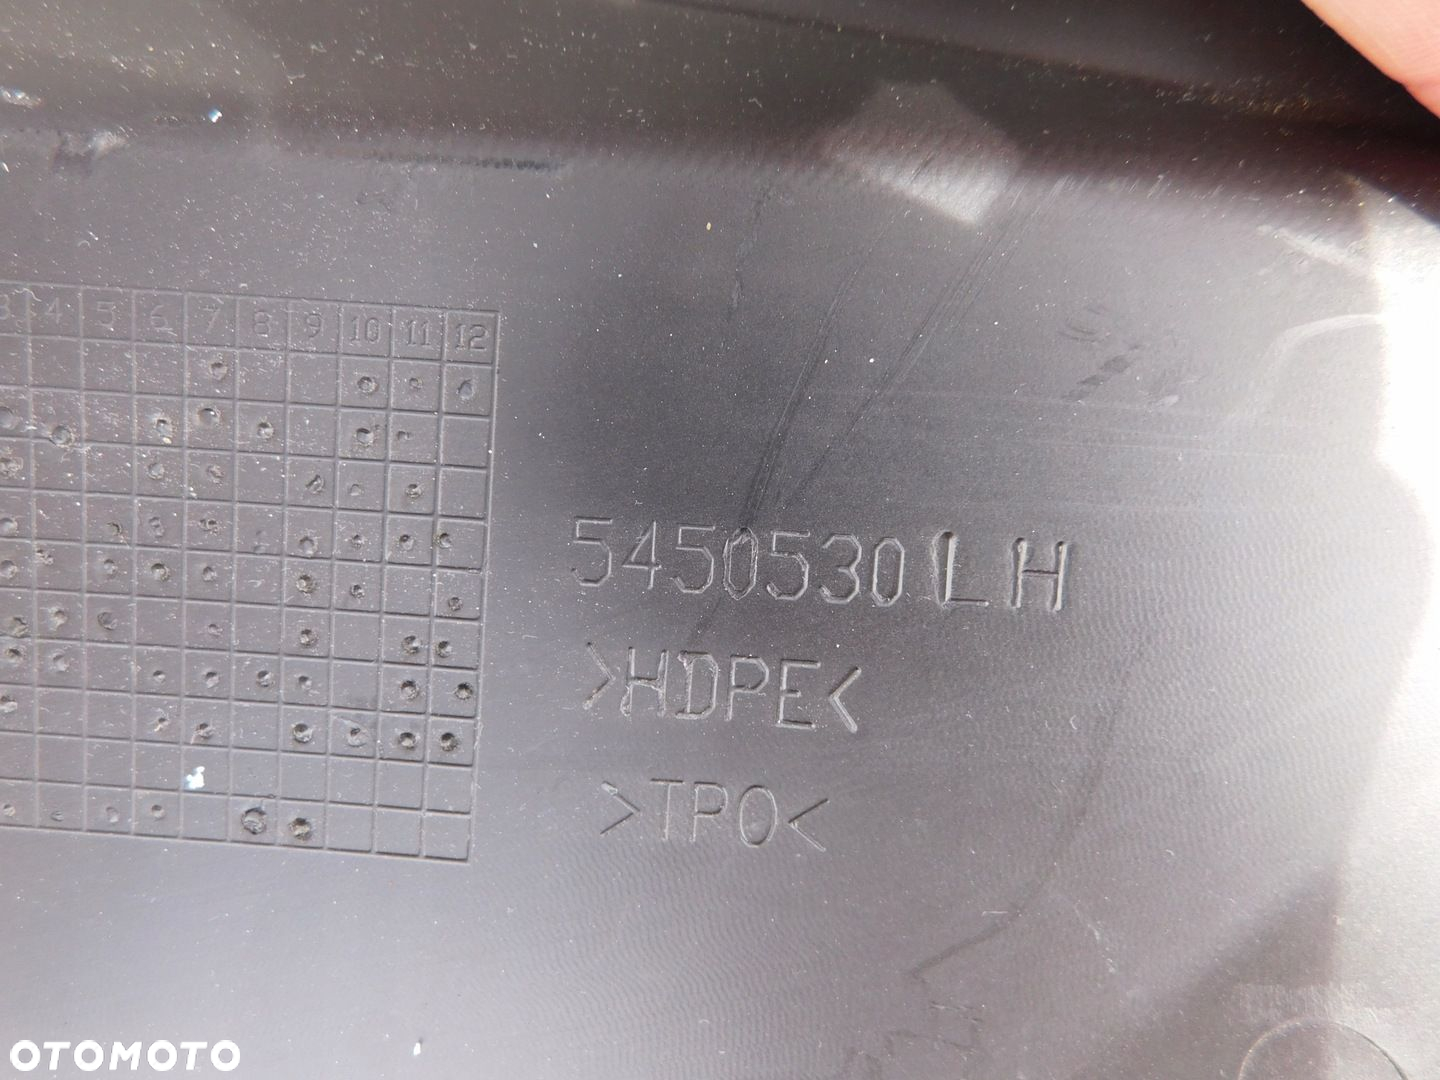 3 4 5 6 7 8 9 10 11 12
5450530 LH
>HDPE<
>TPO<
OTOMOTO